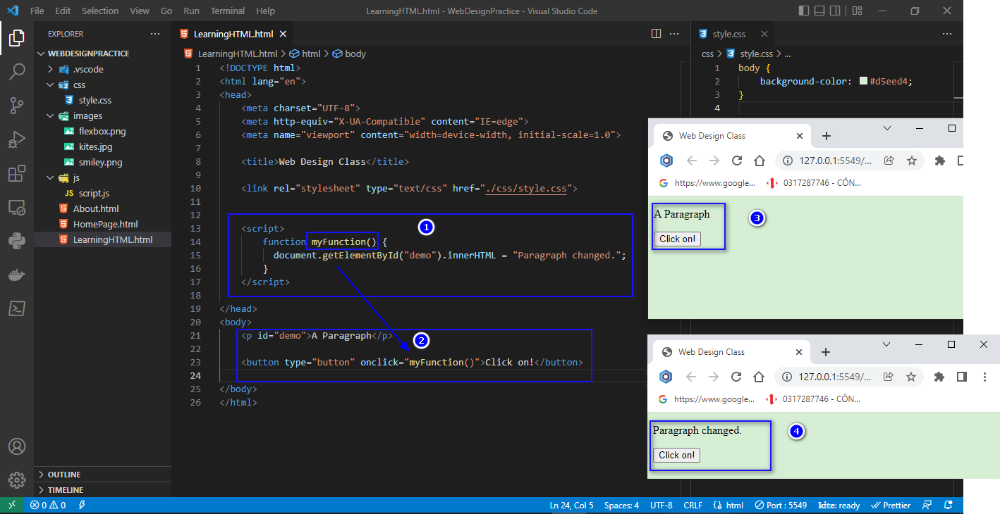 File Edit Selection View Go Run Terminal Help
LearningHTML.html - WebDesignPractice - Visual Studio Code
EXPLORER
WEBDESIGNPRACTICE
.vscode
css
style.css
images
flexbox.png
kites.jpg
smiley.png
js
JS script.js
About.html
HomePage.html
LearningHTML.html
OUTLINE
TIMELINE
LearningHTML.html
LearningHTML.html > html > body
1 <!DOCTYPE html>
2 <html lang="en">
3 <head>
4 <meta charset="UTF-8">
5 <meta http-equiv="X-UA-Compatible" content="IE=edge">
6 <meta name="viewport" content="width=device-width, initial-scale=1.0">
7
8 <title>Web Design Class</title>
9
10 <link rel="stylesheet" type="text/css" href="./css/style.css">
11
12
13 <script>
14 function myFunction() {
15 document.getElementById("demo").innerHTML = "Paragraph changed.";
16 }
17 </script>
18
19 </head>
20 <body>
21 <p id="demo">A Paragraph</p>
22
23 <button type="button" onclick="myFunction()">Click on!</button>
24
25 </body>
26 </html>
1
2
style.css
css > style.css > ...
1 body {
2 background-color: #d5eed4;
3 }
4
Web Design Class
127.0.0.1:5549/...
https://www.google... 0317287746 - CÔN...
A Paragraph
Click on!
3
Web Design Class
127.0.0.1:5549/...
https://www.google... 0317287746 - CÔN...
Paragraph changed.
Click on!
4
0 0 Ln 24, Col 5 Spaces: 4 UTF-8 CRLF html Port : 5549 kite: ready Prettier